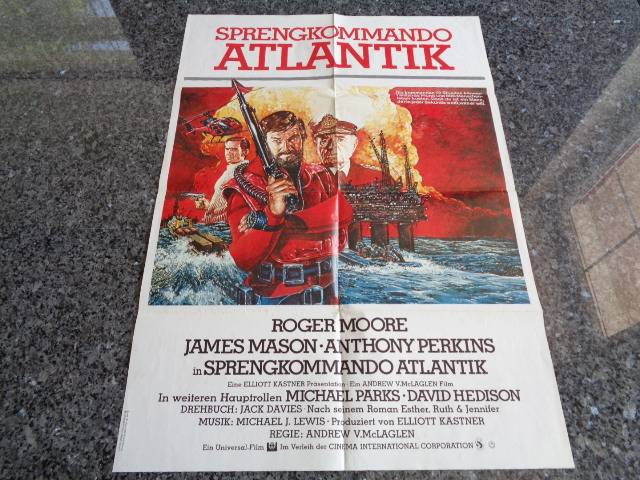 SPRENGKOMMANDO
ATLANTIK
ROGER MOORE
JAMES MASON · ANTHONY PERKINS
in SPRENGKOMMANDO ATLANTIK
Eine ELLIOTT KASTNER Präsentation · Ein ANDREW V. McLAGLEN Film
In weiteren Hauptrollen MICHAEL PARKS · DAVID HEDISON
DREHBUCH: JACK DAVIES · Nach seinem Roman Esther, Ruth & Jennifer
MUSIK: MICHAEL J. LEWIS · Produziert von ELLIOTT KASTNER
REGIE: ANDREW V. McLAGLEN
Ein Universal-Film Im Verleih der CINEMA INTERNATIONAL CORPORATION